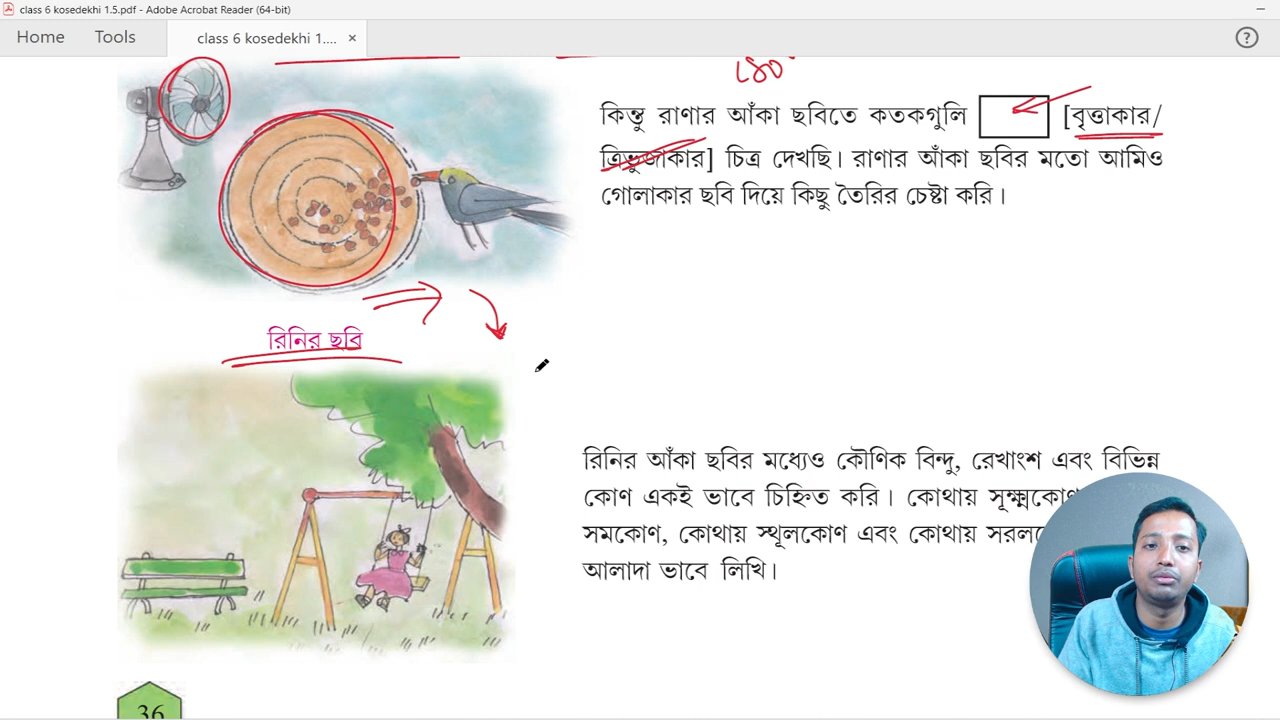 class 6 kosedekhi 1.5.pdf - Adobe Acrobat Reader (64-bit)
Home Tools class 6 kosedekhi 1.... ×
১৪০°
কিন্তু রাণার আঁকা ছবিতে কতকগুলি [বৃত্তাকার/
ত্রিভুজাকার] চিত্র দেখছি। রাণার আঁকা ছবির মতো আমিও
গোলাকার ছবি দিয়ে কিছু তৈরির চেষ্টা করি।
রিনির ছবি
রিনির আঁকা ছবির মধ্যেও কৌণিক বিন্দু, রেখাংশ এবং বিভিন্ন
কোণ একই ভাবে চিহ্নিত করি। কোথায় সূক্ষ্মকোণ
সমকোণ, কোথায় স্থূলকোণ এবং কোথায়
আলাদা ভাবে লিখি।
36